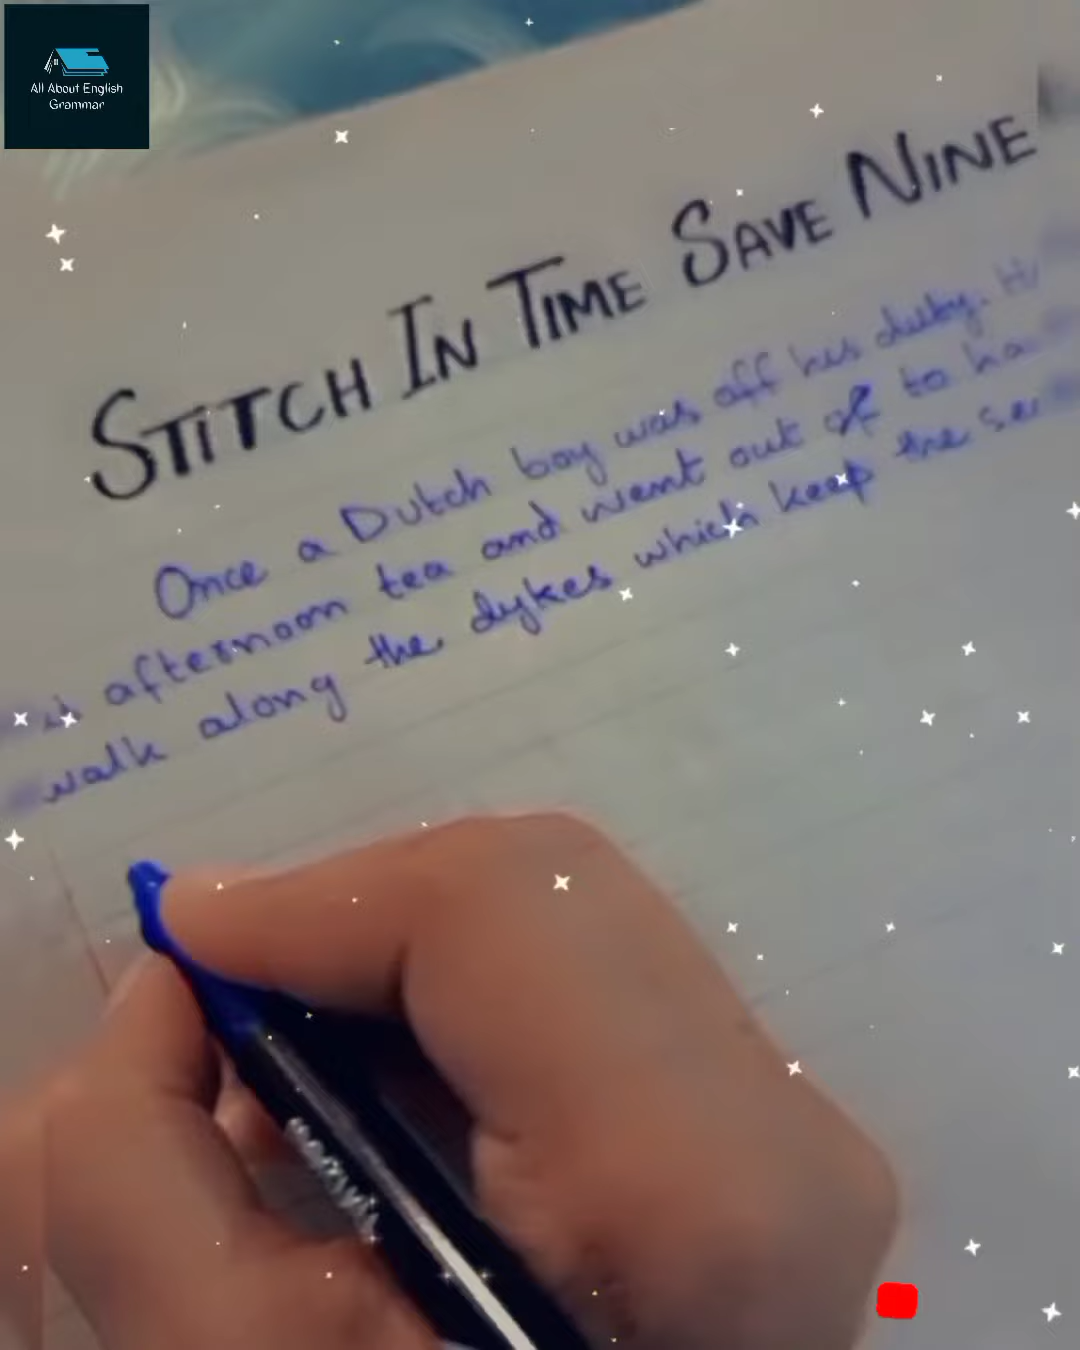 All About English
Grammar
STITCH IN TIME SAVE NINE
Once a Dutch boy was off his duty.
afternoon tea and went out of to
walk along the dykes which keep the